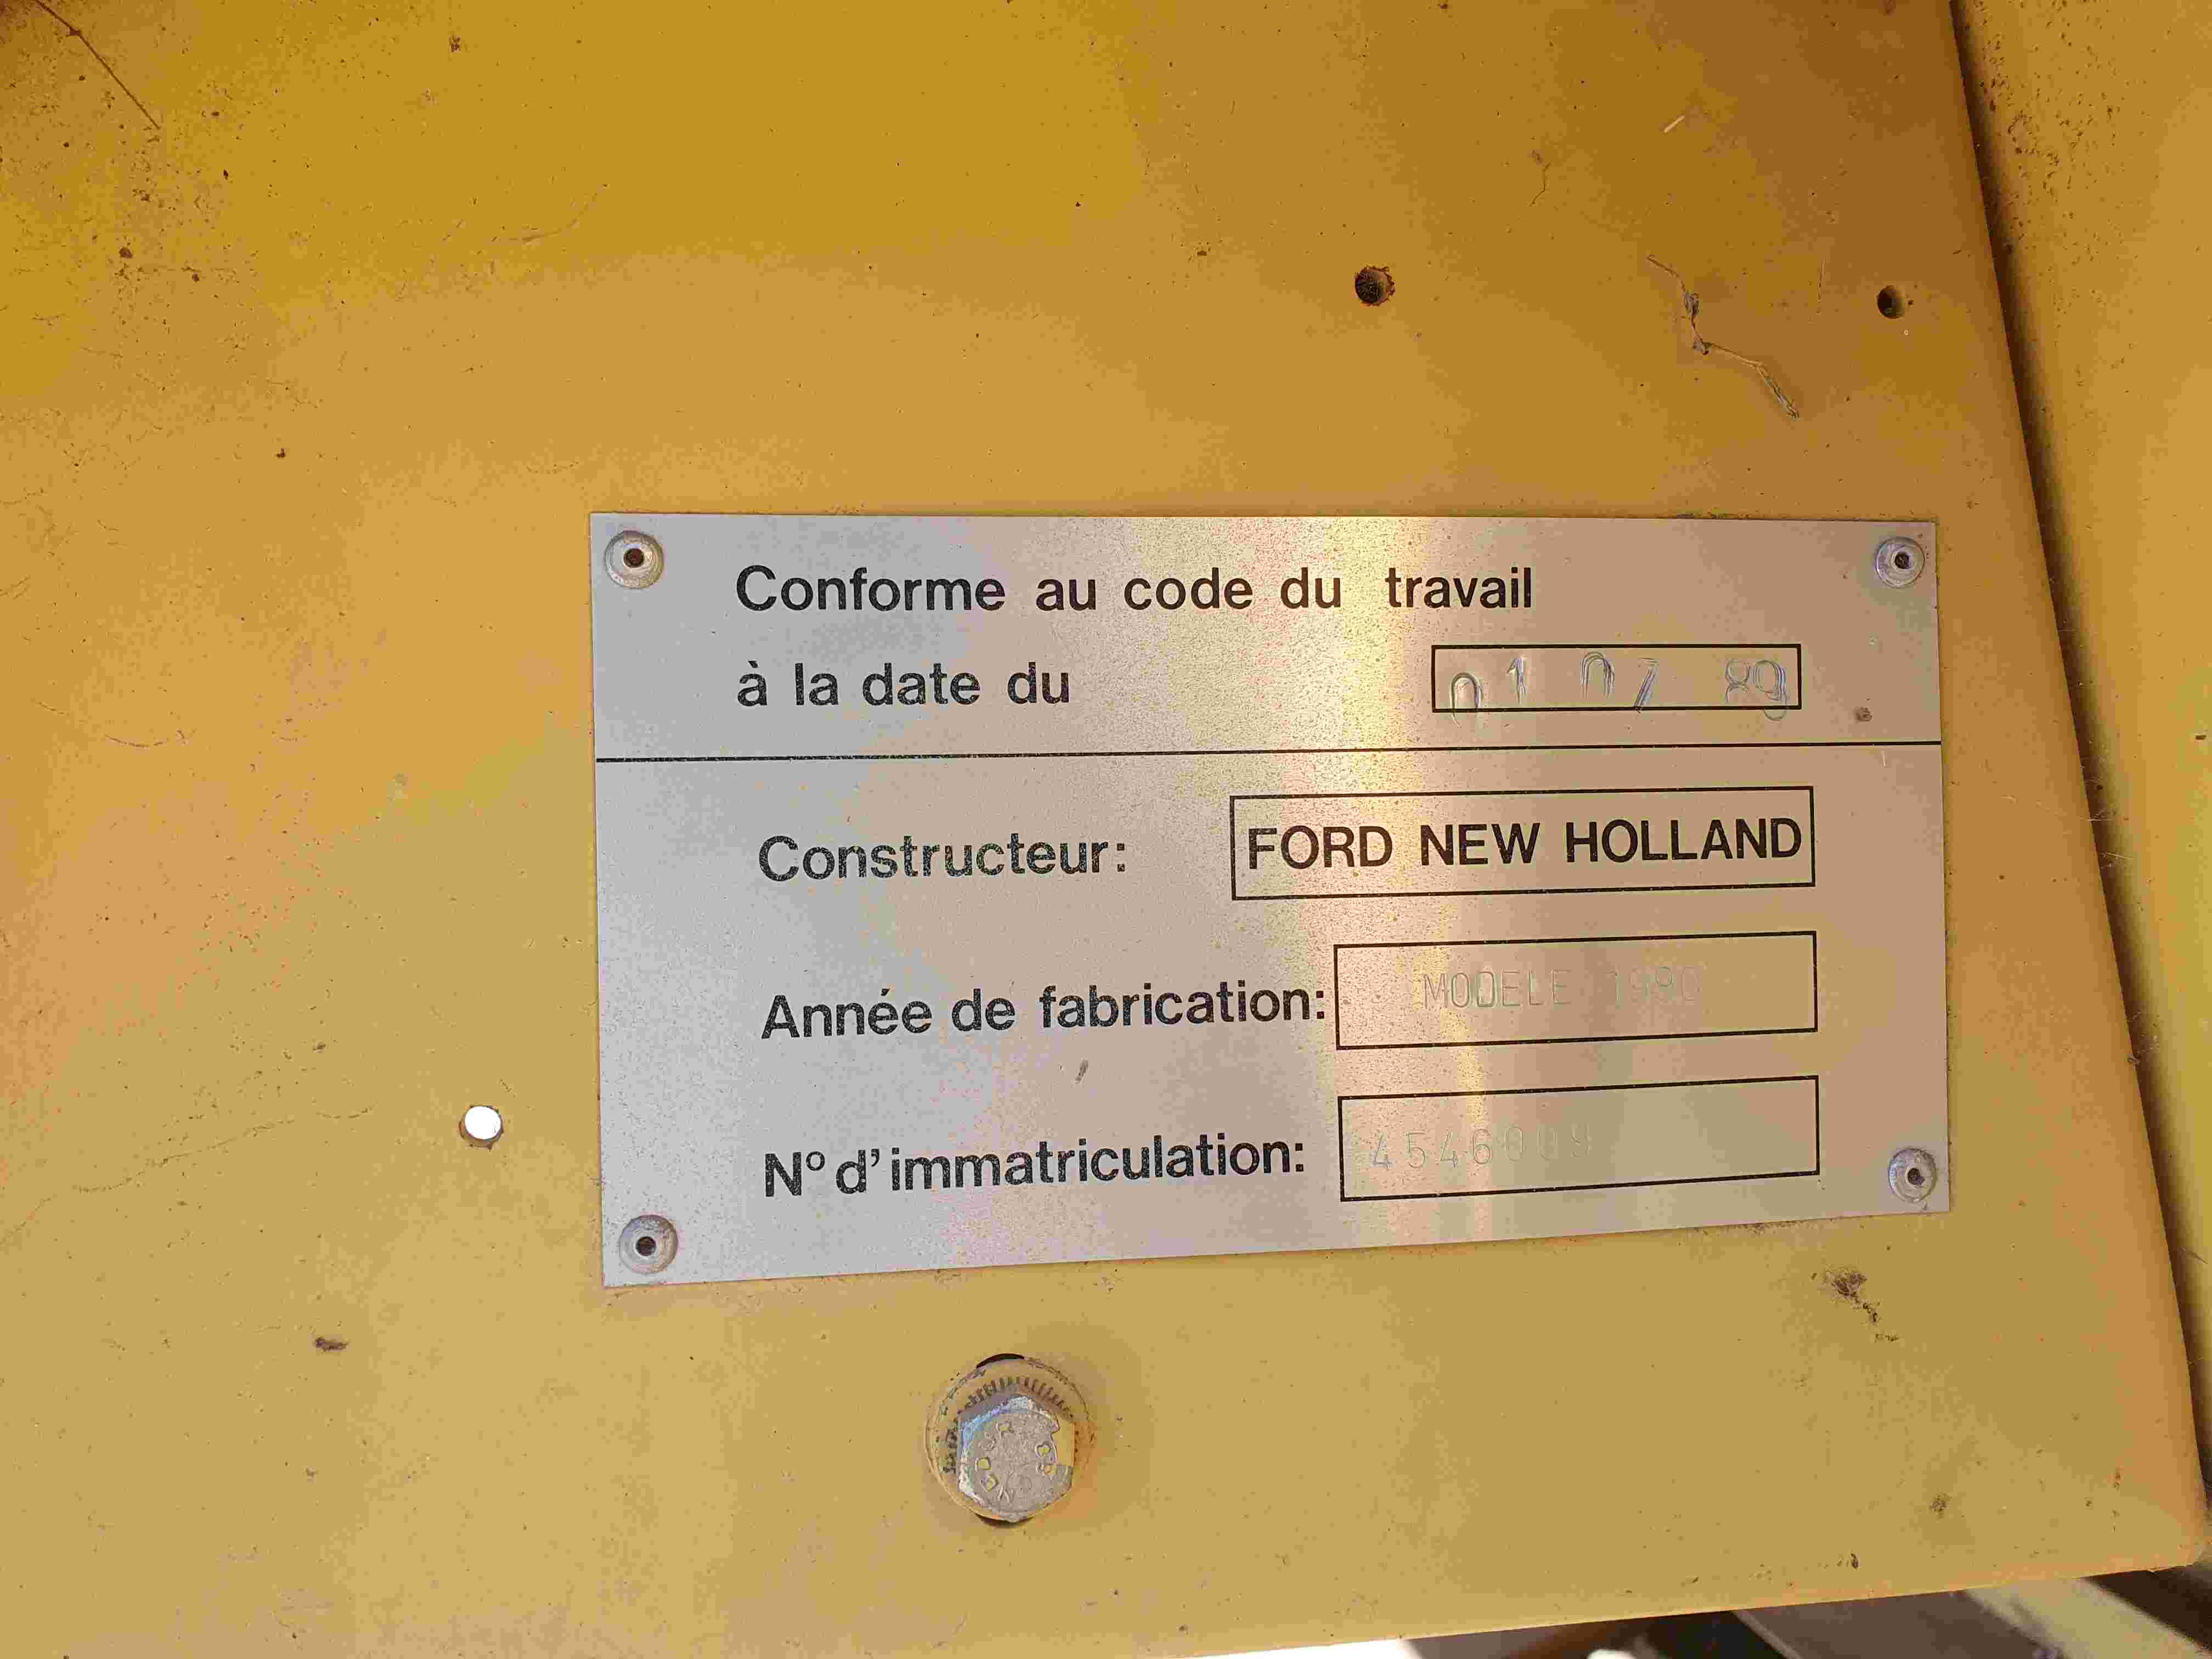 Conforme au code du travail
à la date du 01 07 89
Constructeur: FORD NEW HOLLAND
Année de fabrication: MODELE 1990
N° d'immatriculation: 4546009